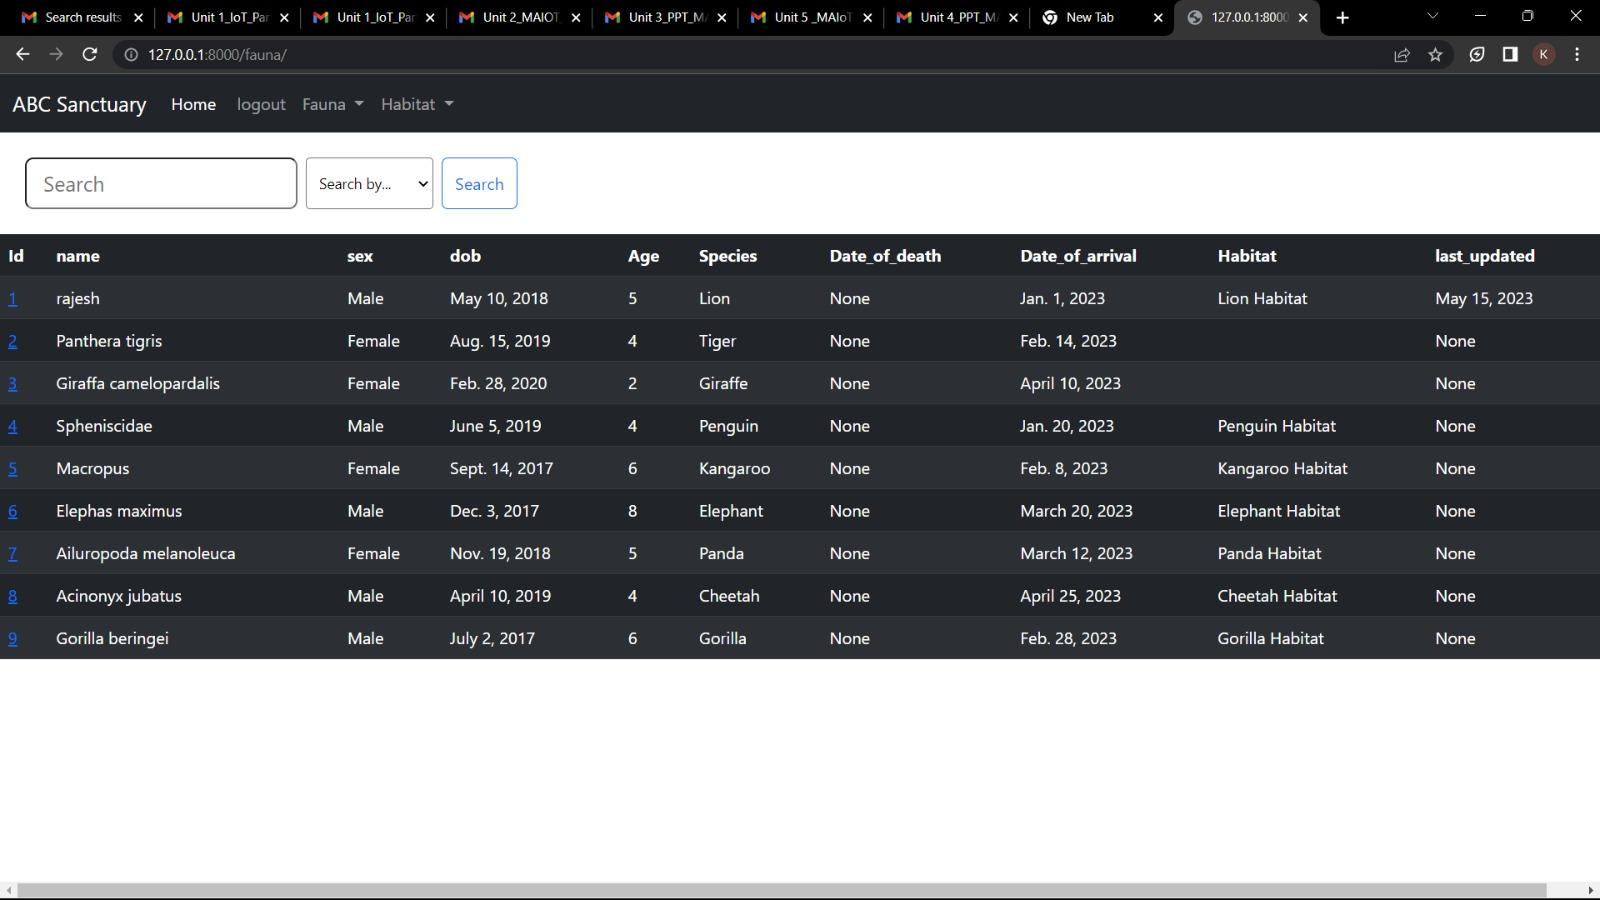 Search results Unit 1_IoT_Par Unit 1_IoT_Par Unit 2_MAIOT Unit 3_PPT_M Unit 5 _MAIoT Unit 4_PPT_M New Tab 127.0.0.1:8000
127.0.0.1:8000/fauna/ K
ABC Sanctuary Home logout Fauna Habitat
Search Search by... Search
Id name sex dob Age Species Date_of_death Date_of_arrival Habitat last_updated
1 rajesh Male May 10, 2018 5 Lion None Jan. 1, 2023 Lion Habitat May 15, 2023
2 Panthera tigris Female Aug. 15, 2019 4 Tiger None Feb. 14, 2023 None
3 Giraffa camelopardalis Female Feb. 28, 2020 2 Giraffe None April 10, 2023 None
4 Spheniscidae Male June 5, 2019 4 Penguin None Jan. 20, 2023 Penguin Habitat None
5 Macropus Female Sept. 14, 2017 6 Kangaroo None Feb. 8, 2023 Kangaroo Habitat None
6 Elephas maximus Male Dec. 3, 2017 8 Elephant None March 20, 2023 Elephant Habitat None
7 Ailuropoda melanoleuca Female Nov. 19, 2018 5 Panda None March 12, 2023 Panda Habitat None
8 Acinonyx jubatus Male April 10, 2019 4 Cheetah None April 25, 2023 Cheetah Habitat None
9 Gorilla beringei Male July 2, 2017 6 Gorilla None Feb. 28, 2023 Gorilla Habitat None